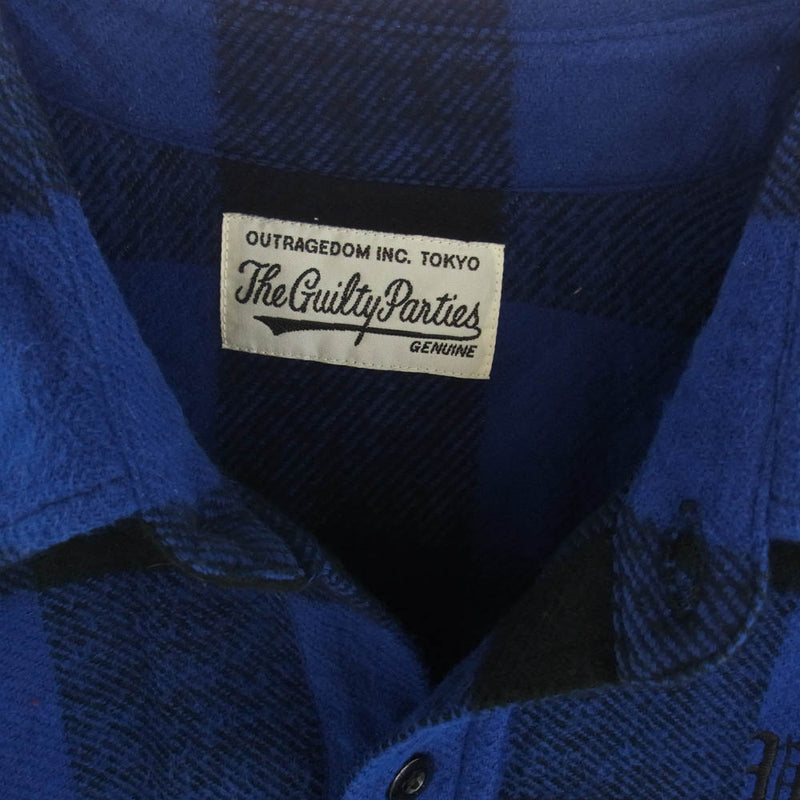 OUTRAGEDOM INC. TOKYO
The Guilty Parties
GENUINE